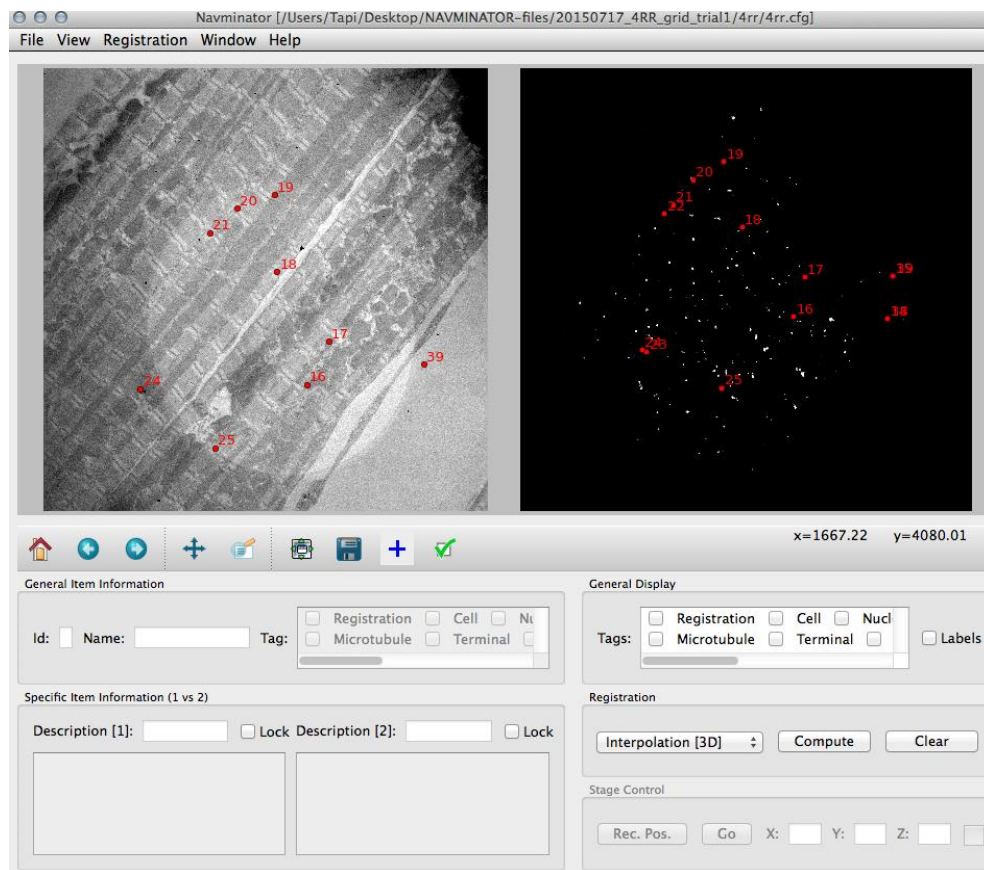 Navminator [/Users/Tapi/Desktop/NAVMINATOR-files/20150717_4RR_grid_trial1/4rr/4rr.cfg]
File View Registration Window Help
19
20
21
18
17
39
16
24
25
19
20
21
22
18
17
16
25
x=1667.22 y=4080.01
General Item Information
Id: Name: Tag:
Registration Cell Nu
Microtubule Terminal
General Display
Tags:
Registration Cell Nucl
Microtubule Terminal
Labels
Specific Item Information (1 vs 2)
Description [1]: Lock Description [2]: Lock
Registration
Interpolation [3D] Compute Clear
Stage Control
Rec. Pos. Go X: Y: Z: